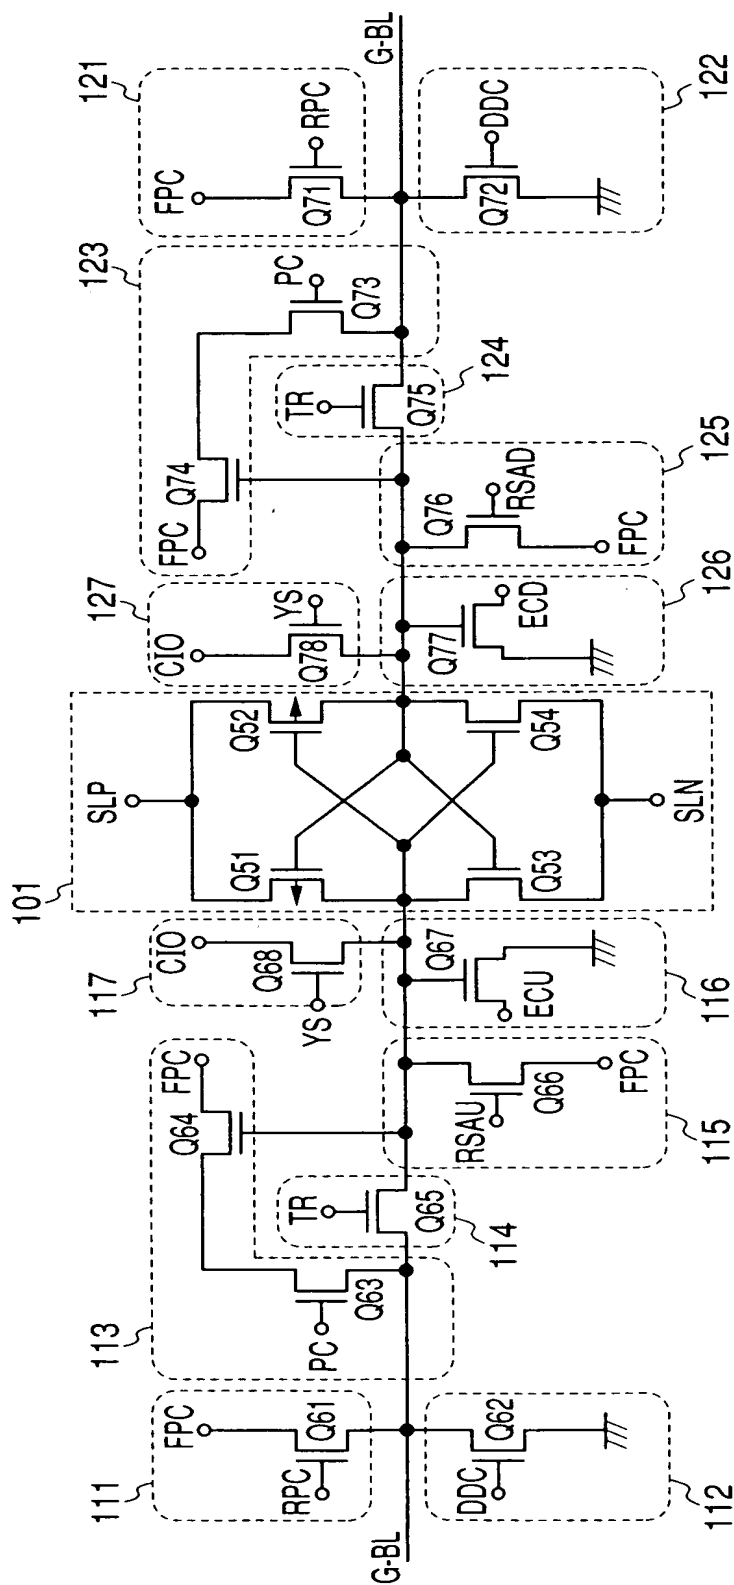 G-BL
111
FPC
RPC
Q61
DDC
Q62
112
113
PC
Q63
Q64
FPC
TR
Q65
114
RSAU
Q66
FPC
115
117
CIO
YS
Q68
Q67
ECU
116
101
SLP
Q51
Q52
Q53
Q54
SLN
127
CIO
YS
Q78
Q77
ECD
126
123
FPC
Q74
PC
Q73
TR
Q75
124
Q76
RSAD
FPC
125
121
FPC
RPC
Q71
DDC
Q72
122
G-BL